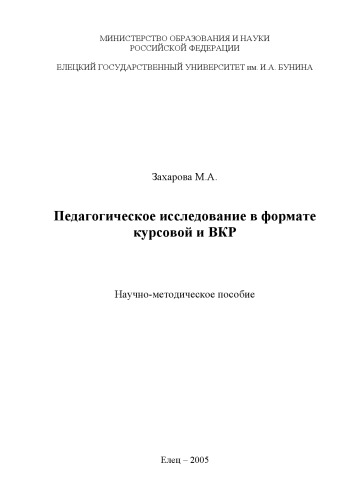 МИНИСТЕРСТВО ОБРАЗОВАНИЯ И НАУКИ
РОССИЙСКОЙ ФЕДЕРАЦИИ
ЕЛЕЦКИЙ ГОСУДАРСТВЕННЫЙ УНИВЕРСИТЕТ им. И.А. БУНИНА
Захарова М.А.
Педагогическое исследование в формате
курсовой и ВКР
Научно-методическое пособие
Елец – 2005